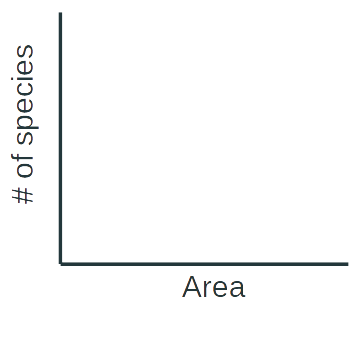 # of species
Area